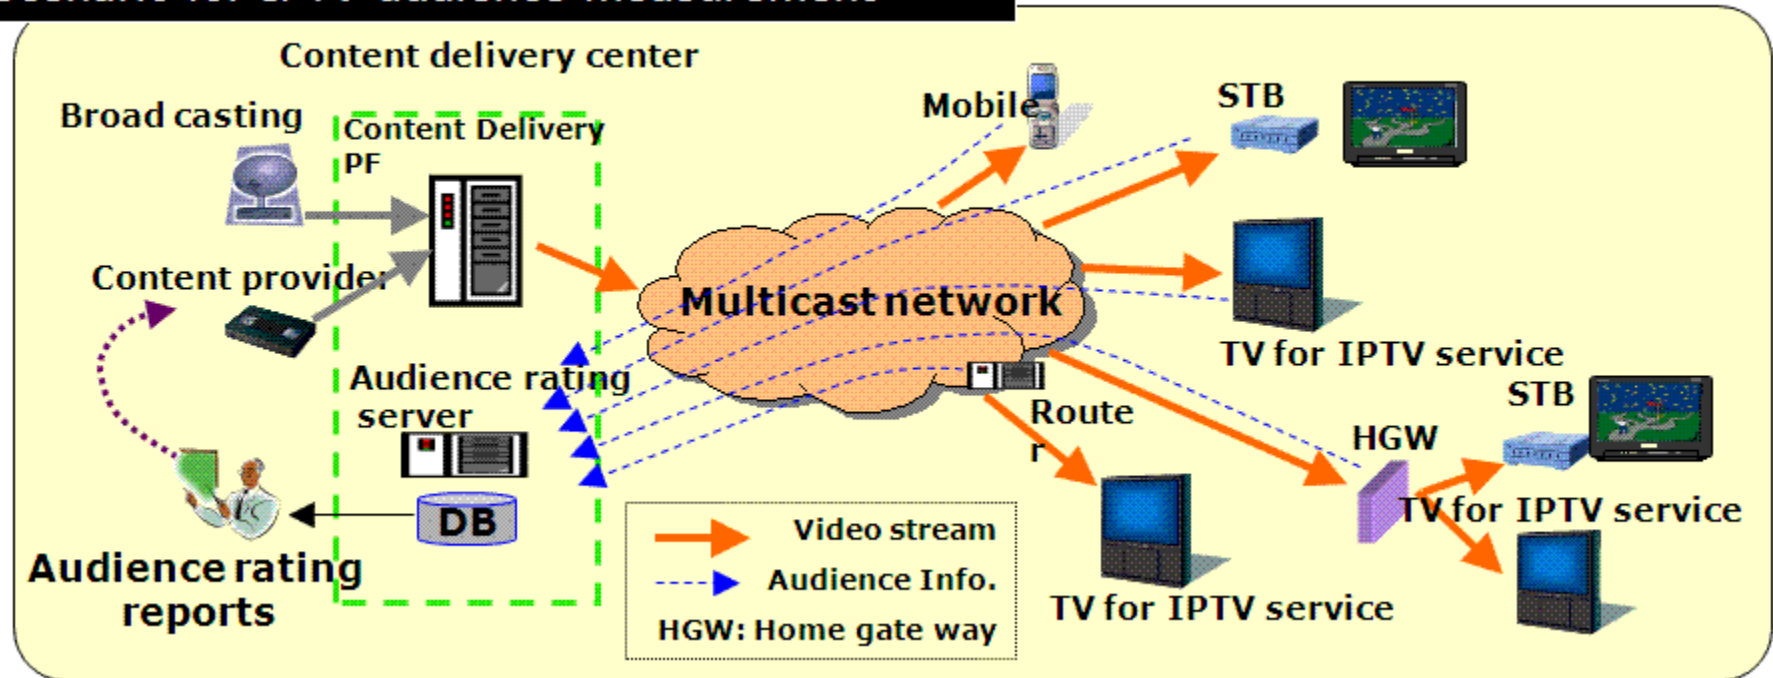 Content delivery center
Broad casting
Content Delivery
PF
Mobile
STB
Content provider
Multicast network
TV for IPTV service
Audience rating
server
STB
Route
r
HGW
TV for IPTV service
DB
Video stream
Audience Info.
HGW: Home gate way
Audience rating
reports
TV for IPTV service